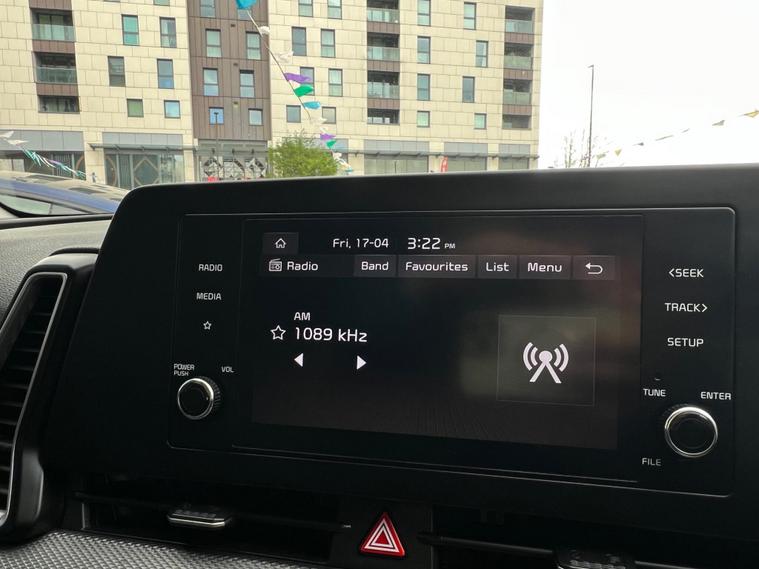 Fri, 17-04 3:22 PM
Radio Band Favourites List Menu
AM
1089 kHz
RADIO
MEDIA
POWER
PUSH
VOL
<SEEK
TRACK>
SETUP
TUNE ENTER
FILE